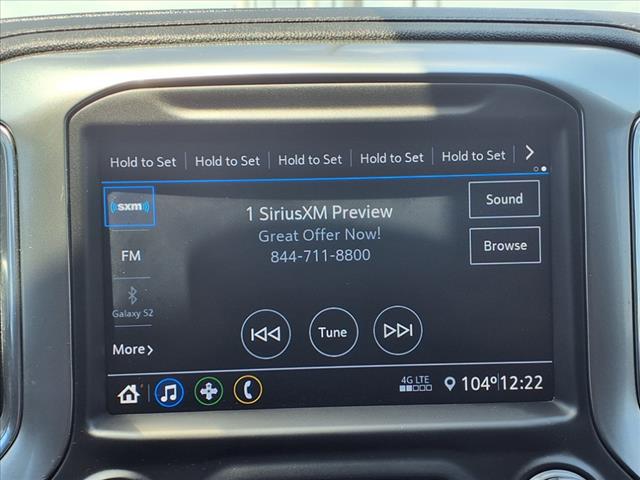 Hold to Set Hold to Set Hold to Set Hold to Set Hold to Set
sxm
1 SiriusXM Preview
Great Offer Now!
844-711-8800
Sound
Browse
FM
Galaxy S2
More
Tune
4G LTE
104° 12:22